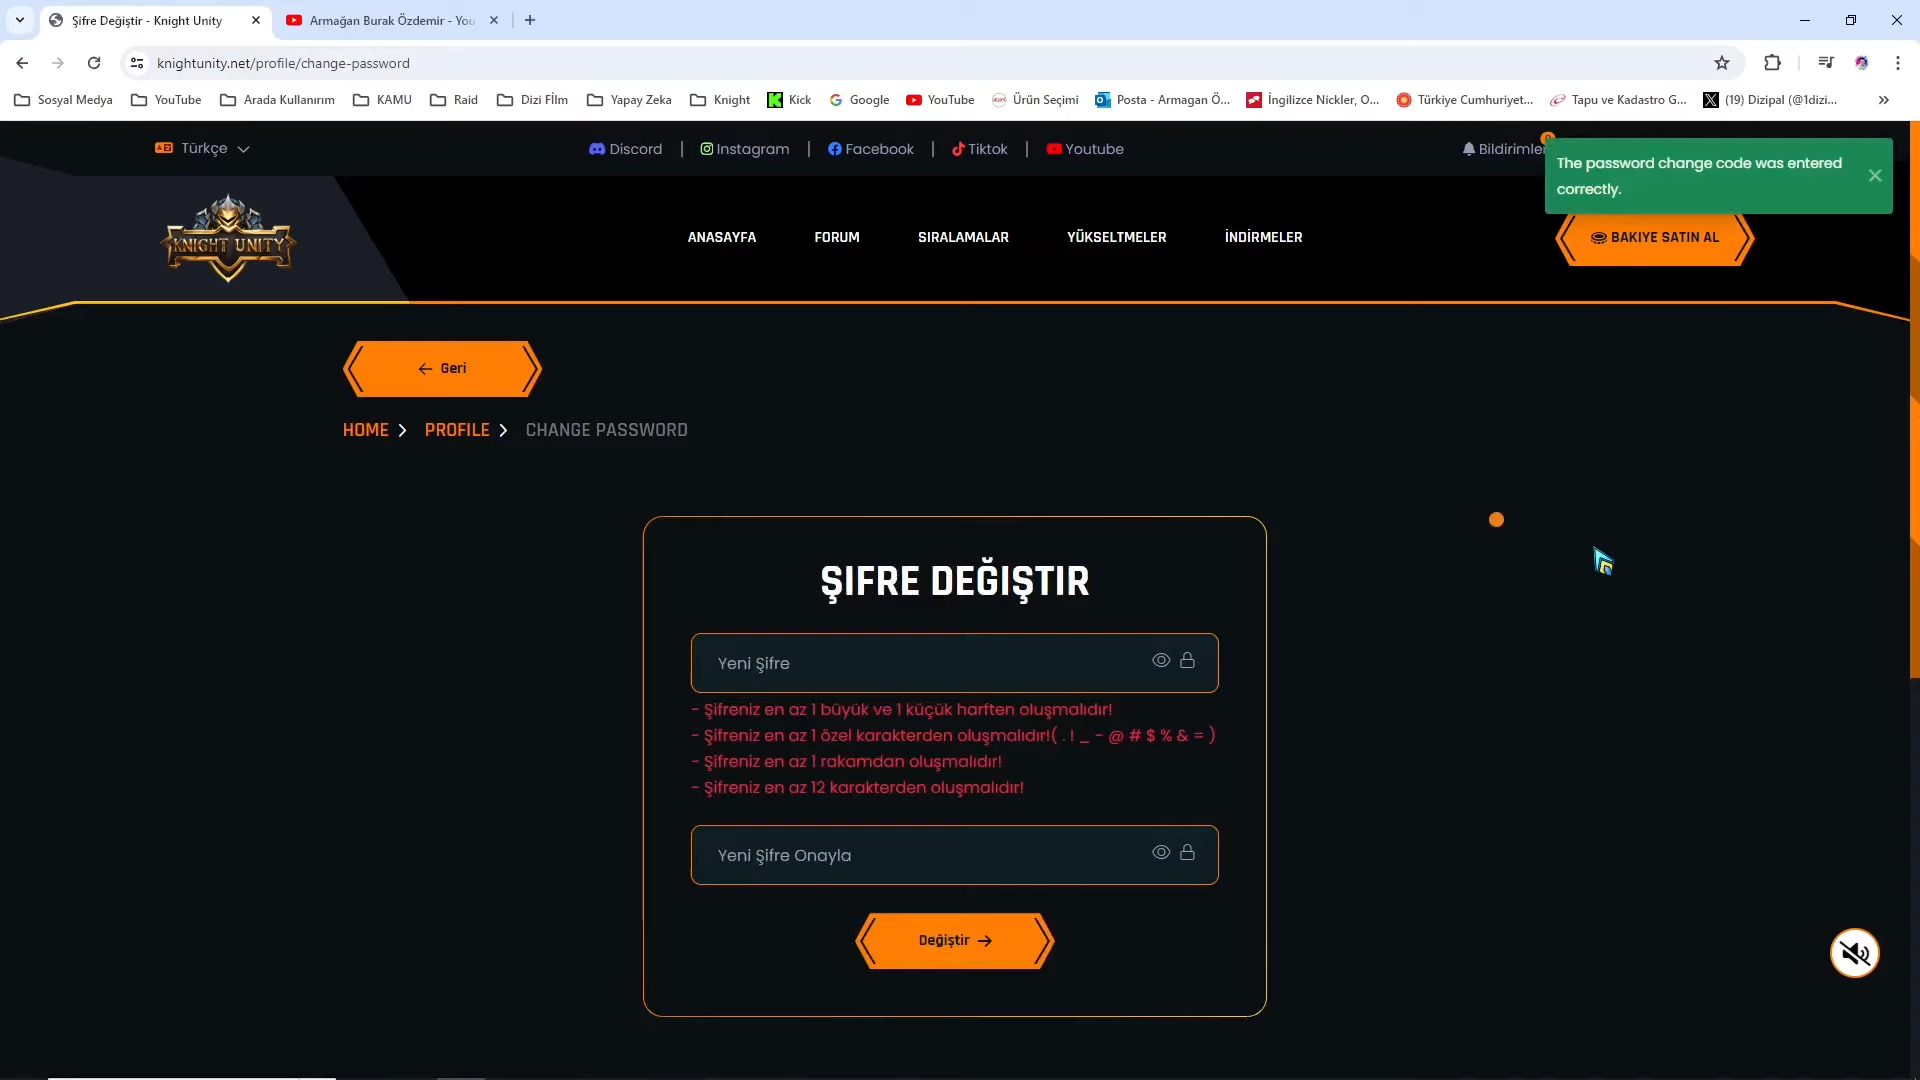 Şifre Değiştir - Knight Unity
Armağan Burak Özdemir - You
knightunity.net/profile/change-password
Sosyal Medya
YouTube
Arada Kullanırım
KAMU
Raid
Dizi Fİlm
Yapay Zeka
Knight
Kick
Google
YouTube
Ürün Seçimi
Posta - Armagan Ö...
İngilizce Nickler, O...
Türkiye Cumhuriyet...
Tapu ve Kadastro G...
(19) Dizipal (@1dizi...
Türkçe
Discord | Instagram | Facebook | Tiktok | Youtube
Bildirimler
The password change code was entered
correctly.
KNIGHT UNITY
ANASAYFA
FORUM
SIRALAMALAR
YÜKSELTMELER
İNDİRMELER
BAKIYE SATIN AL
← Geri
HOME > PROFILE > CHANGE PASSWORD
ŞIFRE DEĞIŞTIR
Yeni Şifre
- Şifreniz en az 1 büyük ve 1 küçük harften oluşmalıdır!
- Şifreniz en az 1 özel karakterden oluşmalıdır!( . ! _ - @ # $ % & = )
- Şifreniz en az 1 rakamdan oluşmalıdır!
- Şifreniz en az 12 karakterden oluşmalıdır!
Yeni Şifre Onayla
Değiştir →